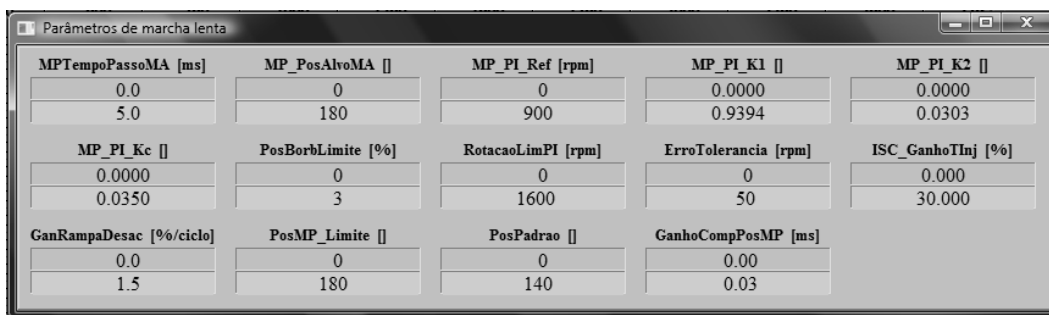 Parâmetros de marcha lenta
MPTempoPassoMA [ms] MP_PosAlvoMA [] MP_PI_Ref [rpm] MP_PI_K1 [] MP_PI_K2 []
0.0 0 0 0.0000 0.0000
5.0 180 900 0.9394 0.0303
MP_PI_Kc [] PosBorbLimite [%] RotacaoLimPI [rpm] ErroTolerancia [rpm] ISC_GanhoTInj [%]
0.0000 0 0 0 0.000
0.0350 3 1600 50 30.000
GanRampaDesac [%/ciclo] PosMP_Limite [] PosPadrao [] GanhoCompPosMP [ms]
0.0 0 0 0.00
1.5 180 140 0.03